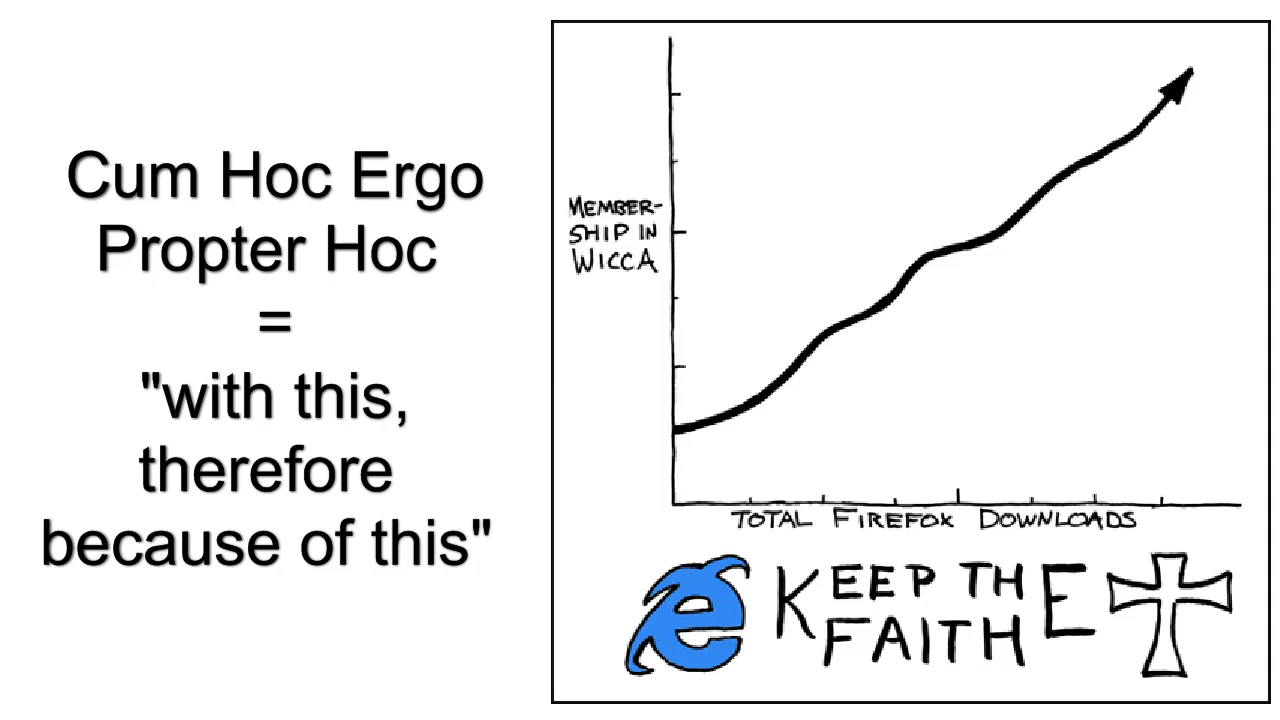 Cum Hoc Ergo
Propter Hoc
=
"with this,
therefore
because of this"
MEMBER-
SHIP IN
WICCA
TOTAL FIREFOX DOWNLOADS
KEEP THE
FAITH